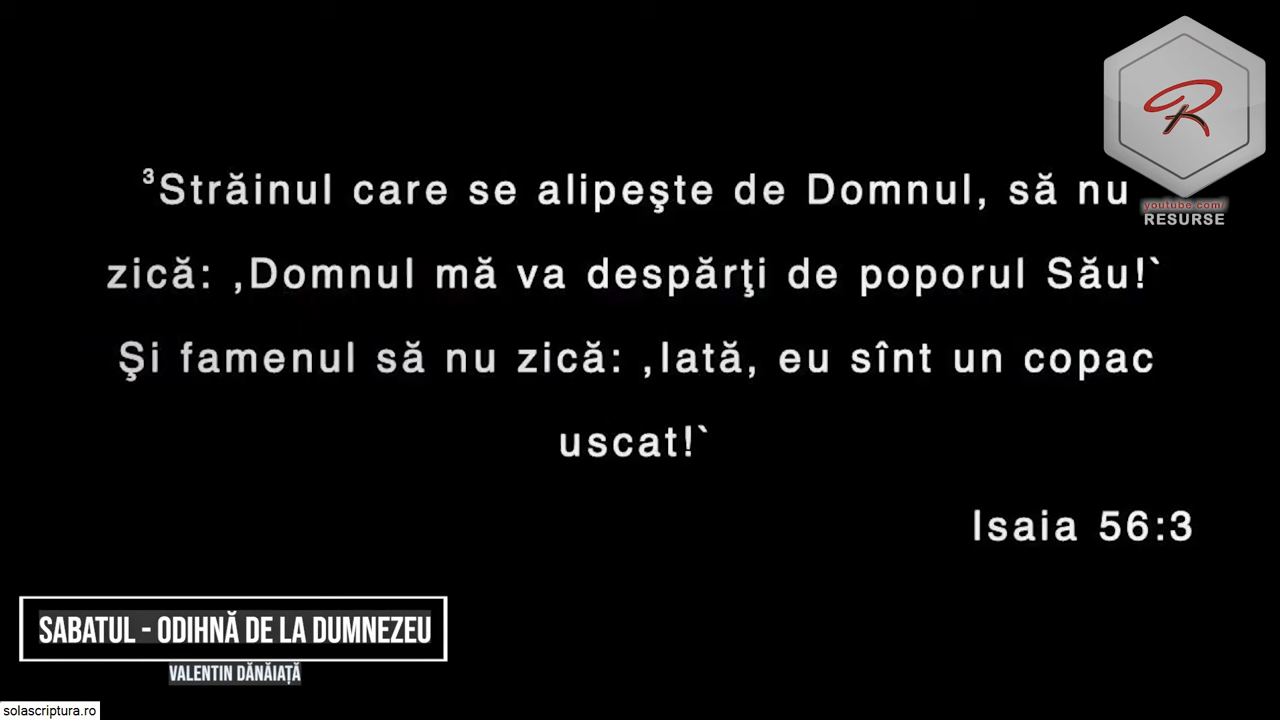 ³Străinul care se alipeşte de Domnul, să nu
zică: ,Domnul mă va despărţi de poporul Său!`
Şi famenul să nu zică: ,Iată, eu sînt un copac
uscat!`
Isaia 56:3
R
youtube.com/
RESURSE
SABATUL - ODIHNĂ DE LA DUMNEZEU
VALENTIN DĂNĂIAȚĂ
solascriptura.ro